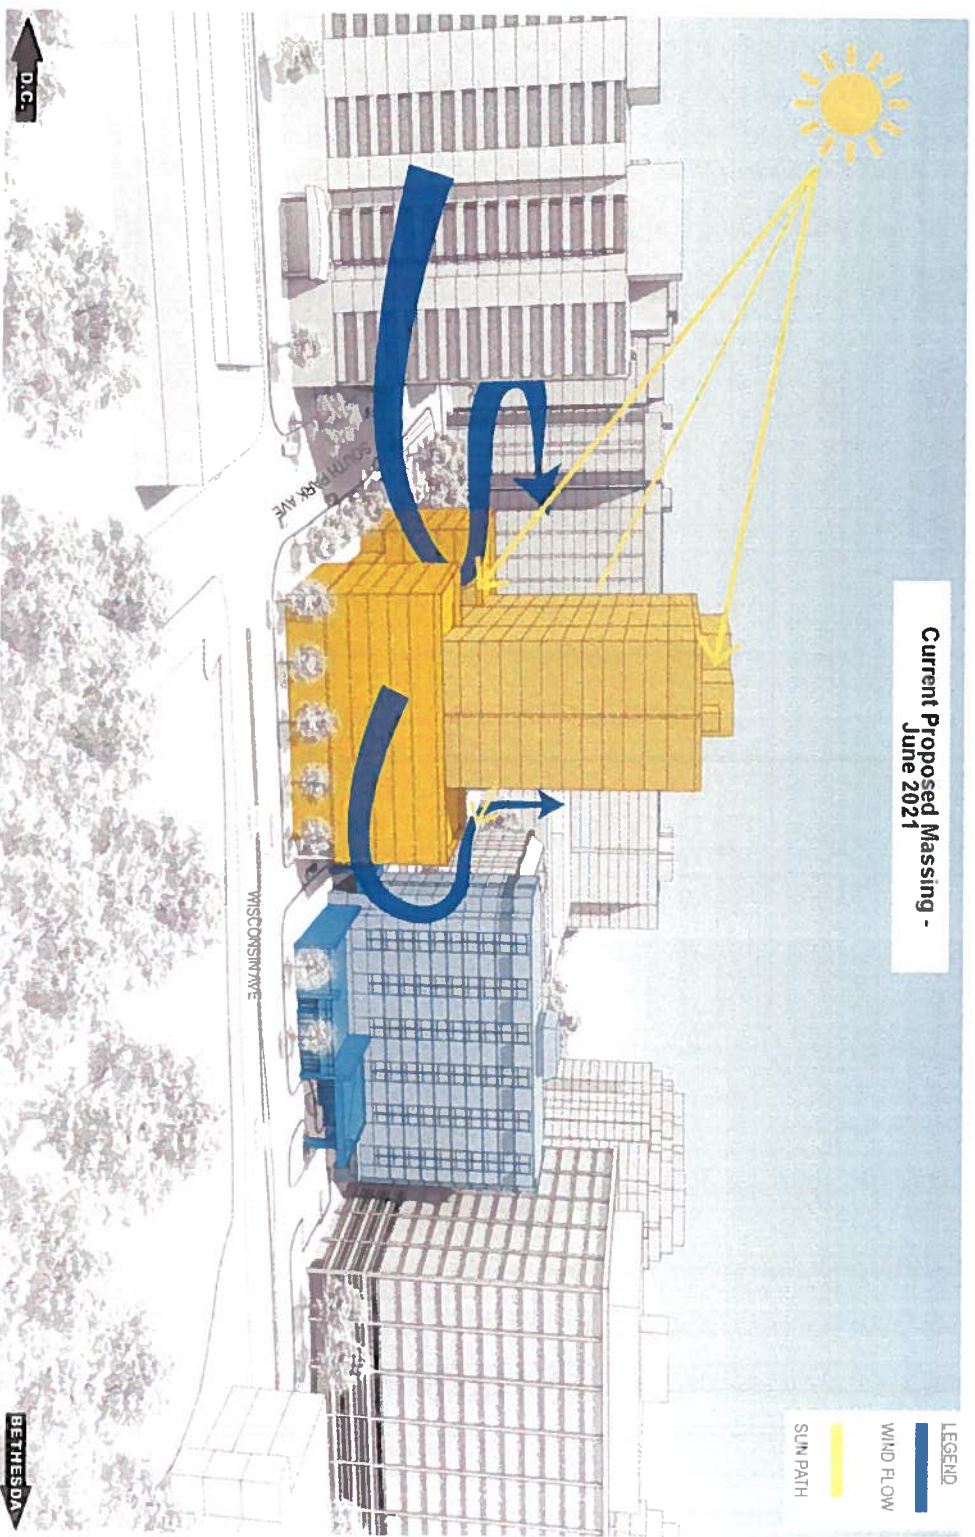 Current Proposed Massing -
June 2021
LEGEND
WIND FLOW
SUN PATH
SOUTH PARK AVE
WISCONSIN AVE
D.C.
BETHESDA